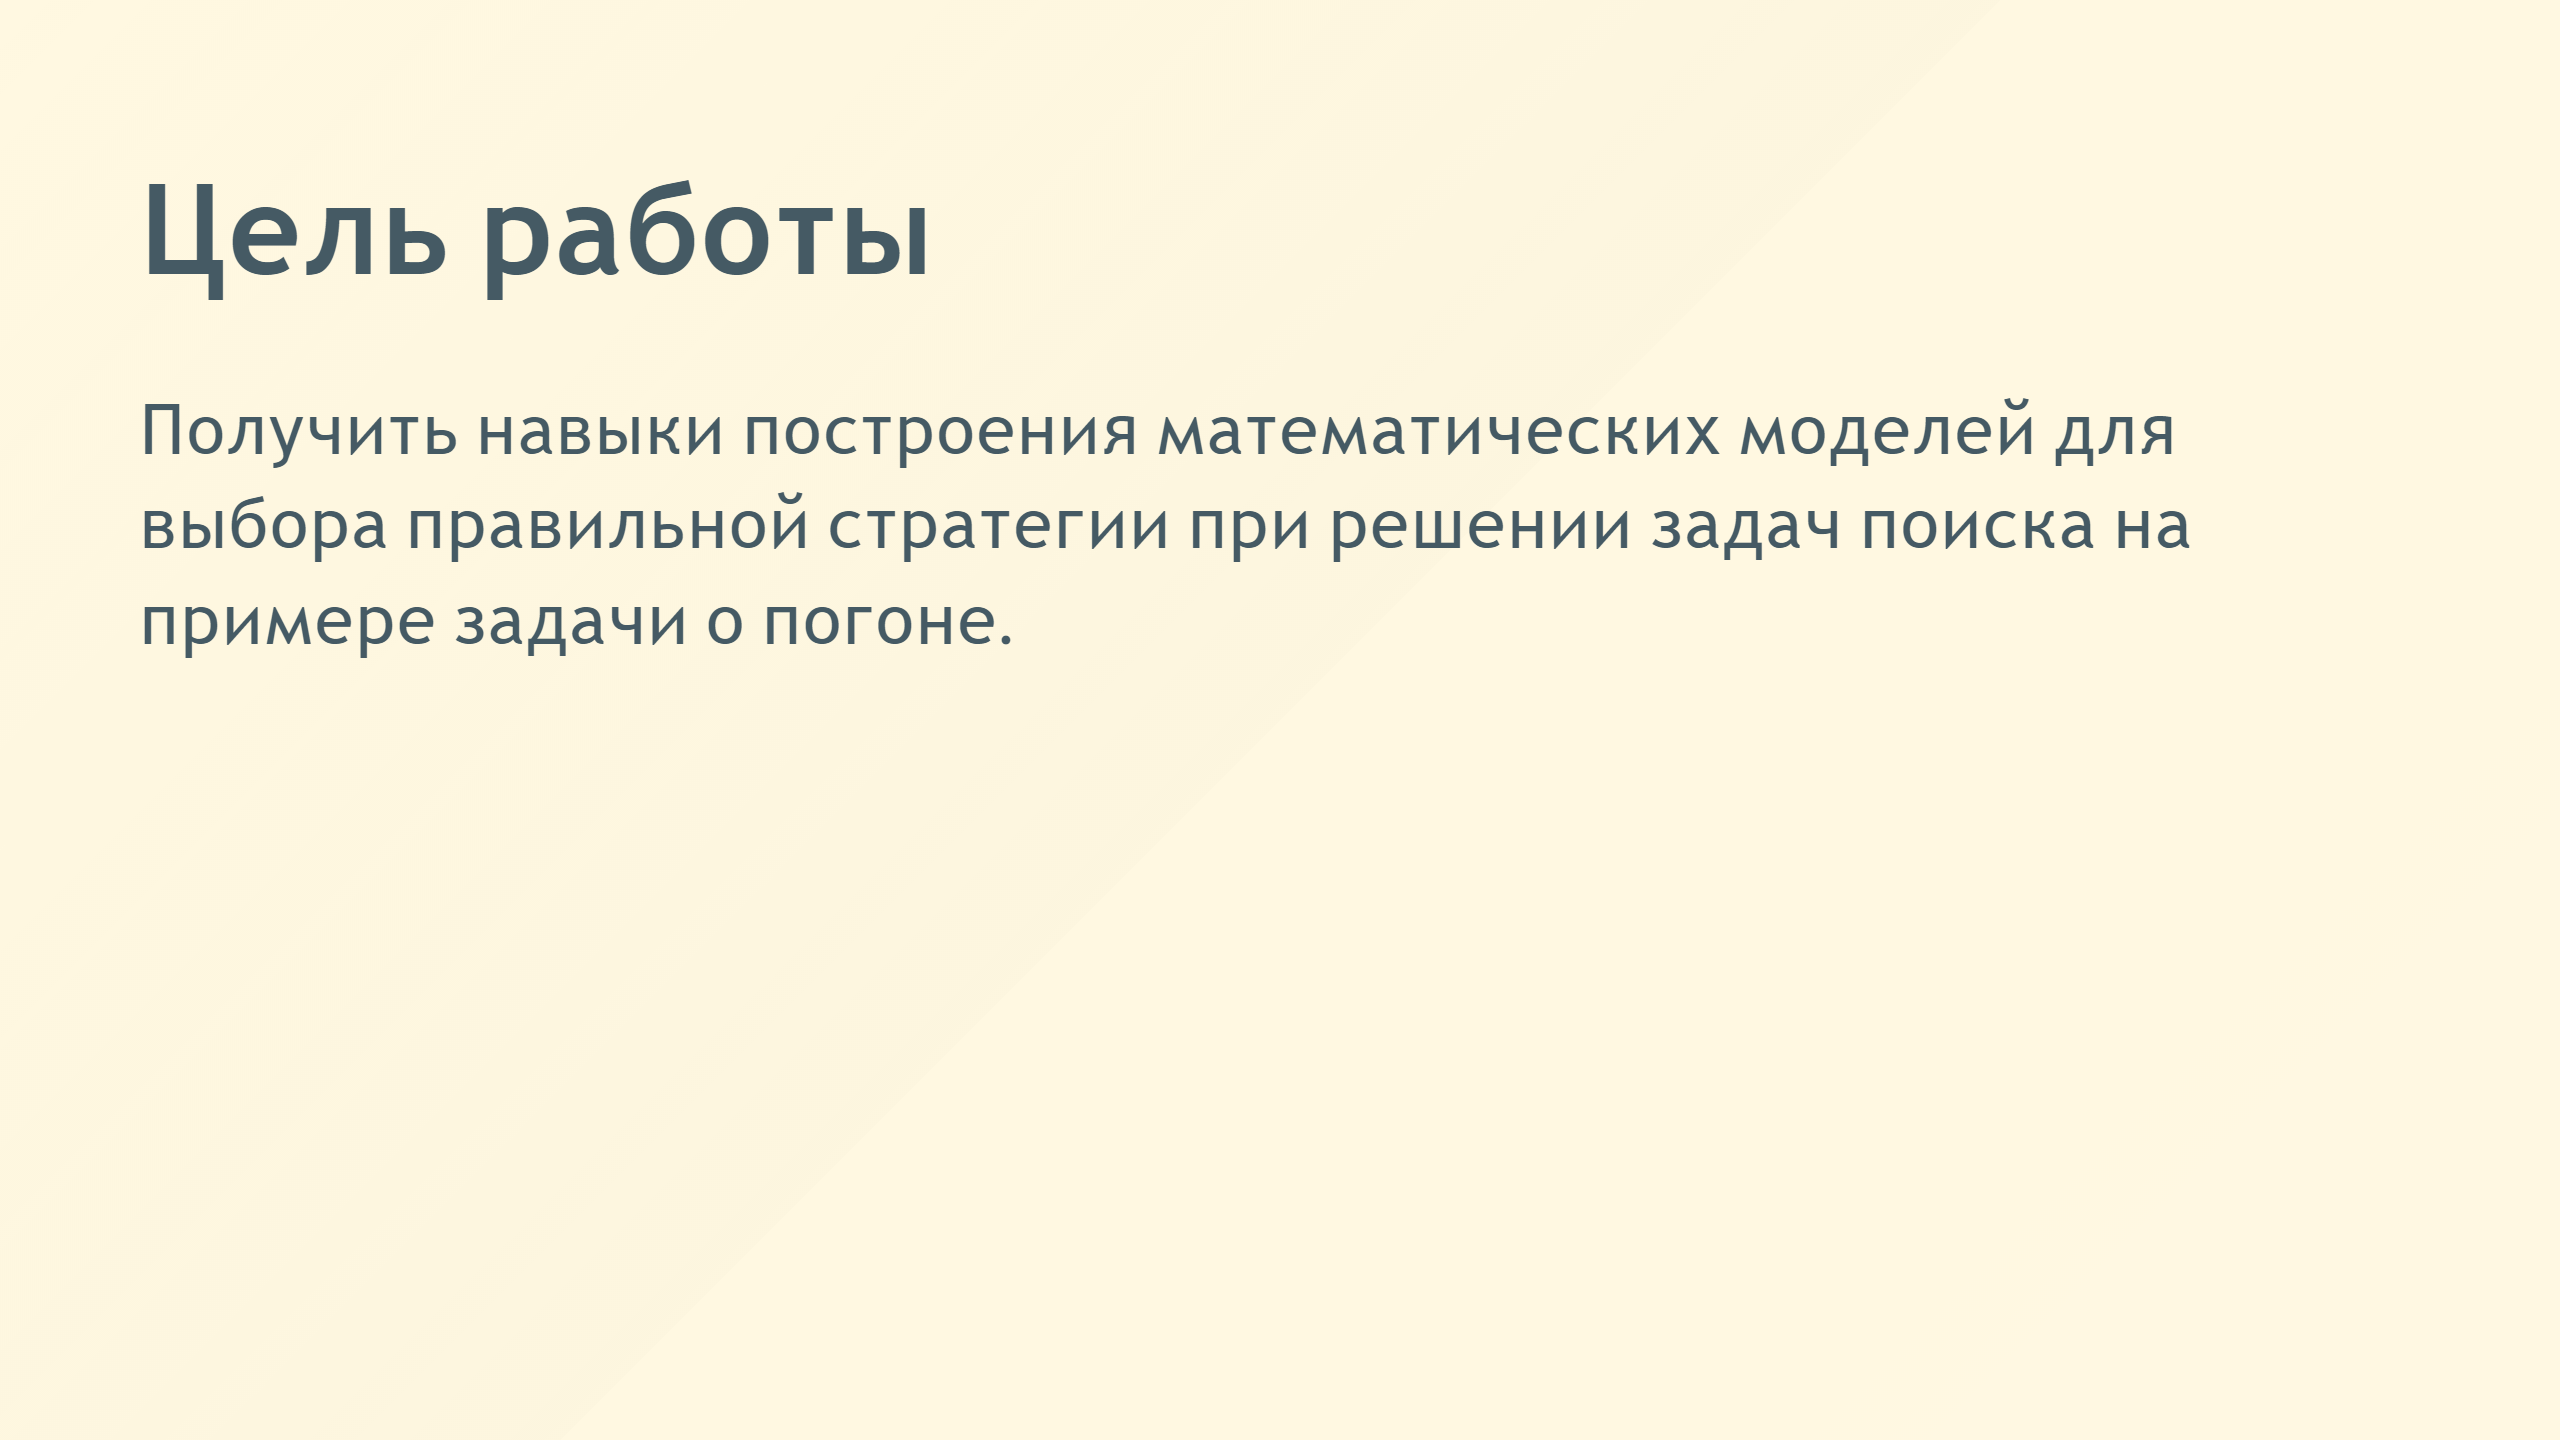 Цель работы
Получить навыки построения математических моделей для
выбора правильной стратегии при решении задач поиска на
примере задачи о погоне.